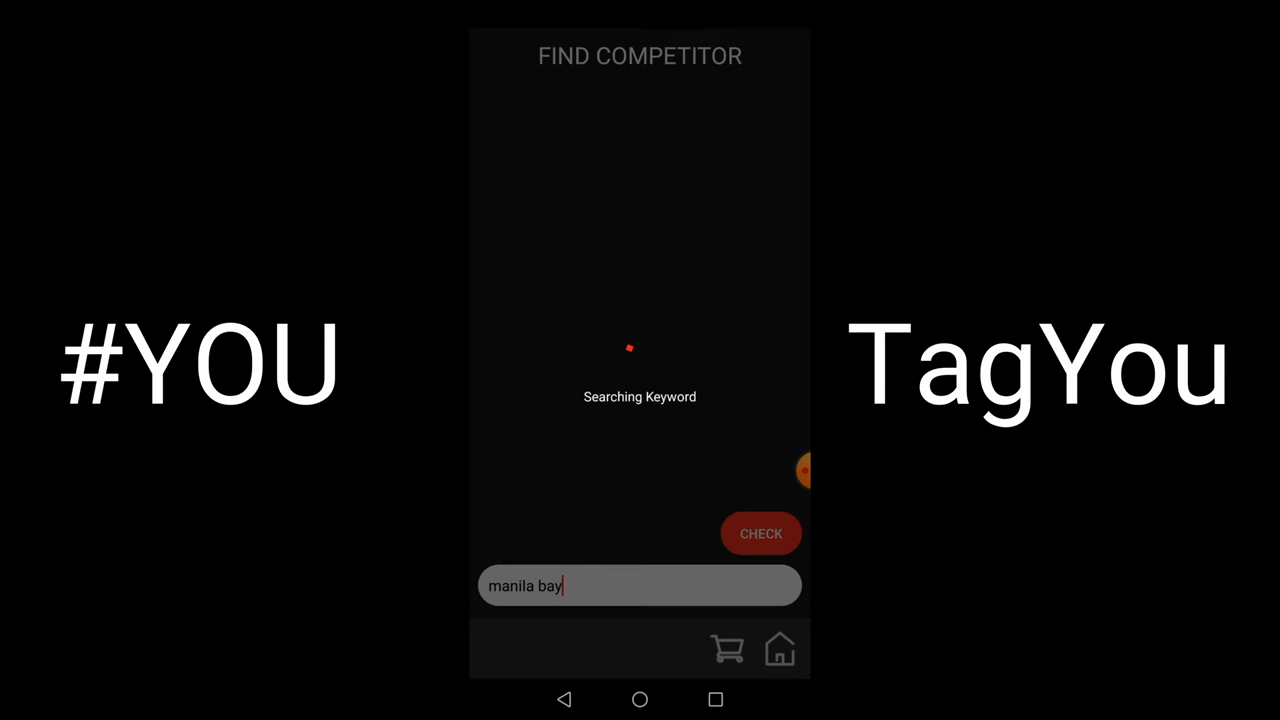 FIND COMPETITOR
#YOU
TagYou
Searching Keyword
CHECK
manila bay